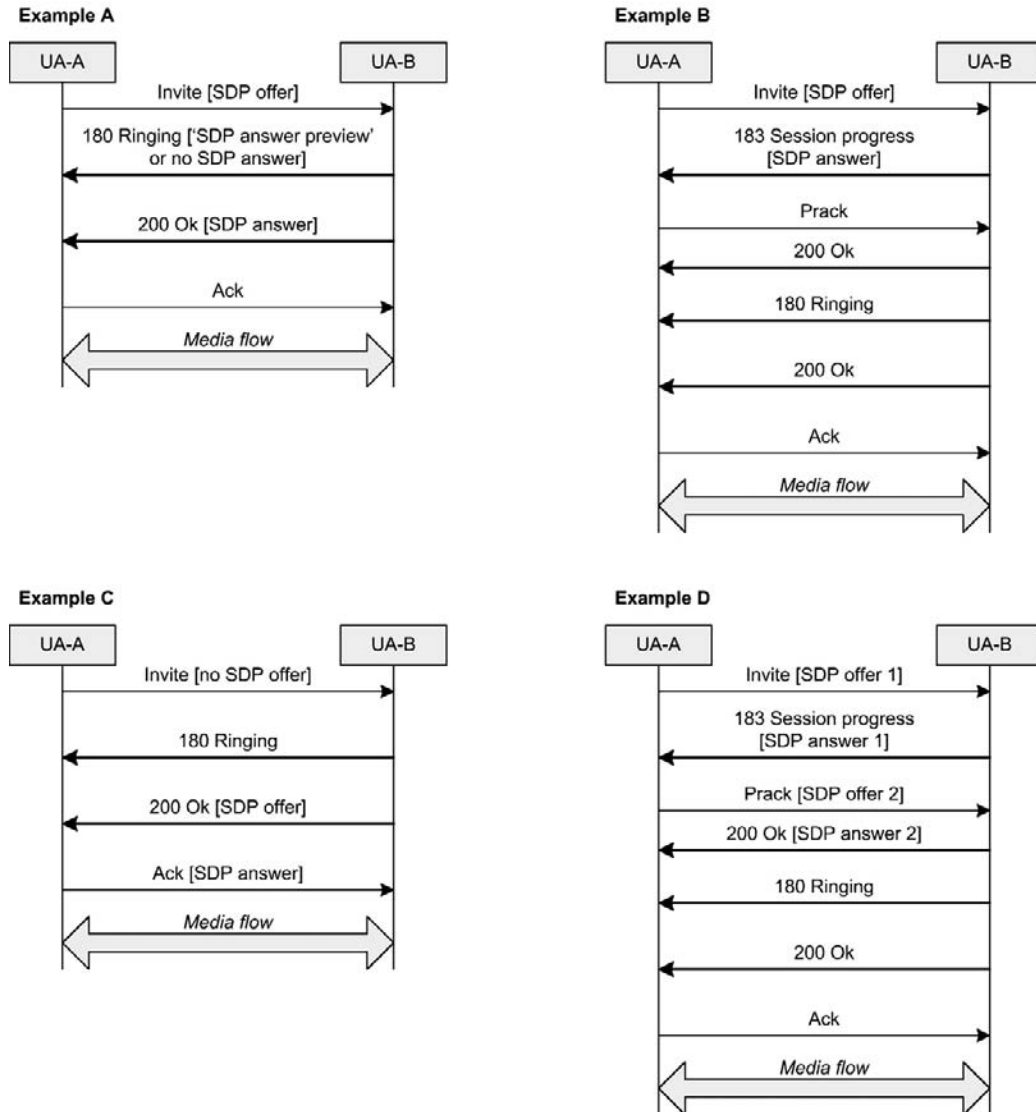 Example A
UA-A
UA-B
Invite [SDP offer]
180 Ringing [‘SDP answer preview’
or no SDP answer]
200 Ok [SDP answer]
Ack
Media flow
Example B
UA-A
UA-B
Invite [SDP offer]
183 Session progress
[SDP answer]
Prack
200 Ok
180 Ringing
200 Ok
Ack
Media flow
Example C
UA-A
UA-B
Invite [no SDP offer]
180 Ringing
200 Ok [SDP offer]
Ack [SDP answer]
Media flow
Example D
UA-A
UA-B
Invite [SDP offer 1]
183 Session progress
[SDP answer 1]
Prack [SDP offer 2]
200 Ok [SDP answer 2]
180 Ringing
200 Ok
Ack
Media flow